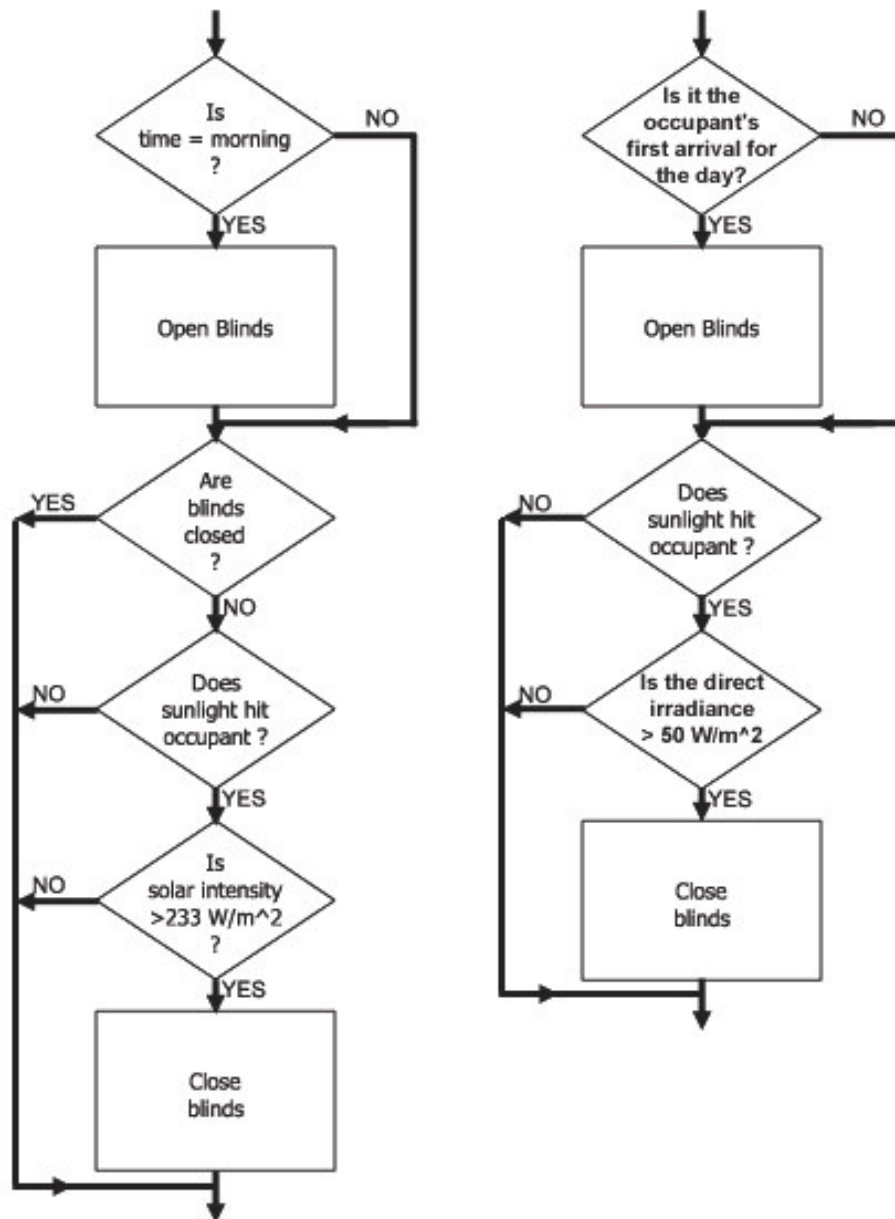 Is
time = morning
?
NO
YES
Open Blinds
Are
blinds
closed
?
YES
NO
Does
sunlight hit
occupant ?
NO
YES
Is
solar intensity
>233 W/m^2
?
NO
YES
Close
blinds
Is it the
occupant's
first arrival for
the day?
NO
YES
Open Blinds
Does
sunlight hit
occupant ?
NO
YES
Is the direct
irradiance
> 50 W/m^2
NO
YES
Close
blinds